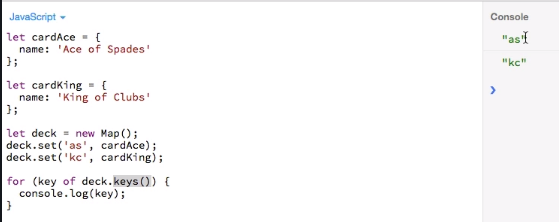 JavaScript
Console
let cardAce = {
name: 'Ace of Spades'
};
let cardKing = {
name: 'King of Clubs'
};
let deck = new Map();
deck.set('as', cardAce);
deck.set('kc', cardKing);
for (key of deck.keys()) {
console.log(key);
}
"as"
"kc"